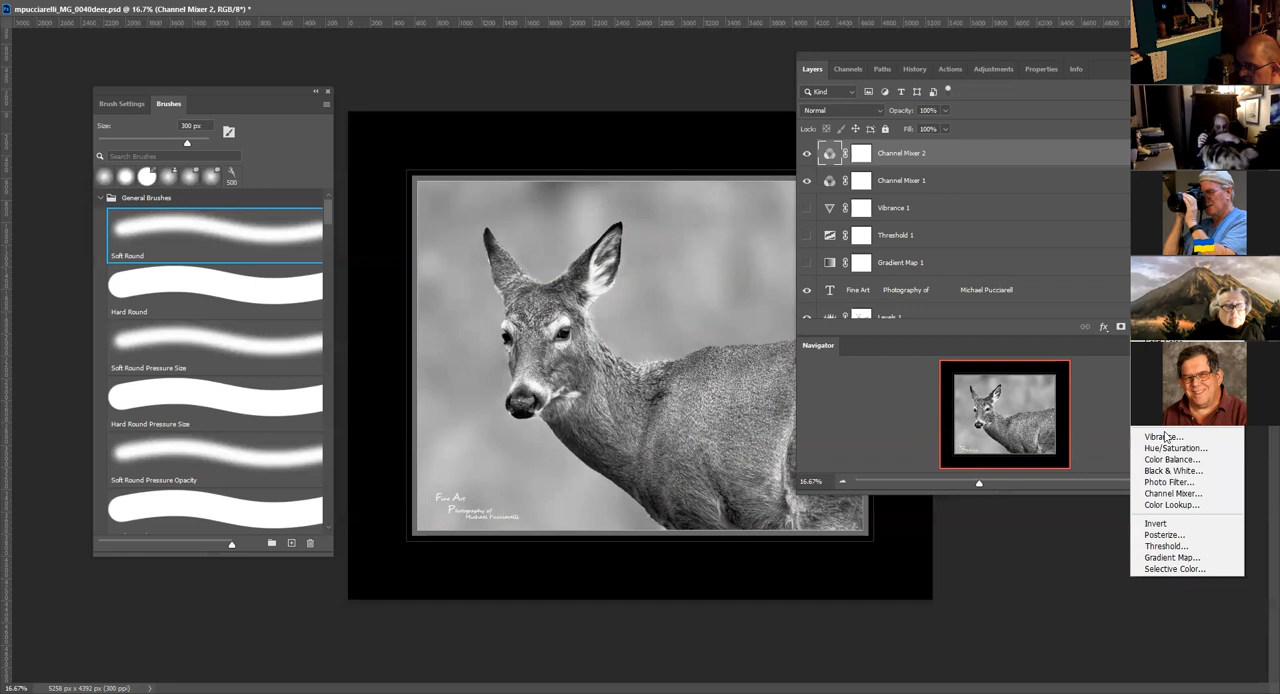 mpucciarelli_MG_0040deer.psd @ 16.7% (Channel Mixer 2, RGB/8*) *
Brush Settings Brushes
Size: 300 px
Search Brushes
500
General Brushes
Soft Round
Hard Round
Soft Round Pressure Size
Hard Round Pressure Size
Soft Round Pressure Opacity
Fine Art
Photography of
Michael Pucciarelli
Layers Channels Paths History Actions Adjustments Properties Info
Kind
Normal Opacity: 100%
Lock: Fill: 100%
Channel Mixer 2
Channel Mixer 1
Vibrance 1
Threshold 1
Gradient Map 1
T Fine Art Photography of Michael Pucciarell
Levels 1
fx
Navigator
16.67%
Hue/Saturation...
Color Balance...
Black & White...
Photo Filter...
Channel Mixer...
Color Lookup...
Invert
Posterize...
Threshold...
Gradient Map...
Selective Color...
16.67% 5258 px x 4392 px (300 ppi)